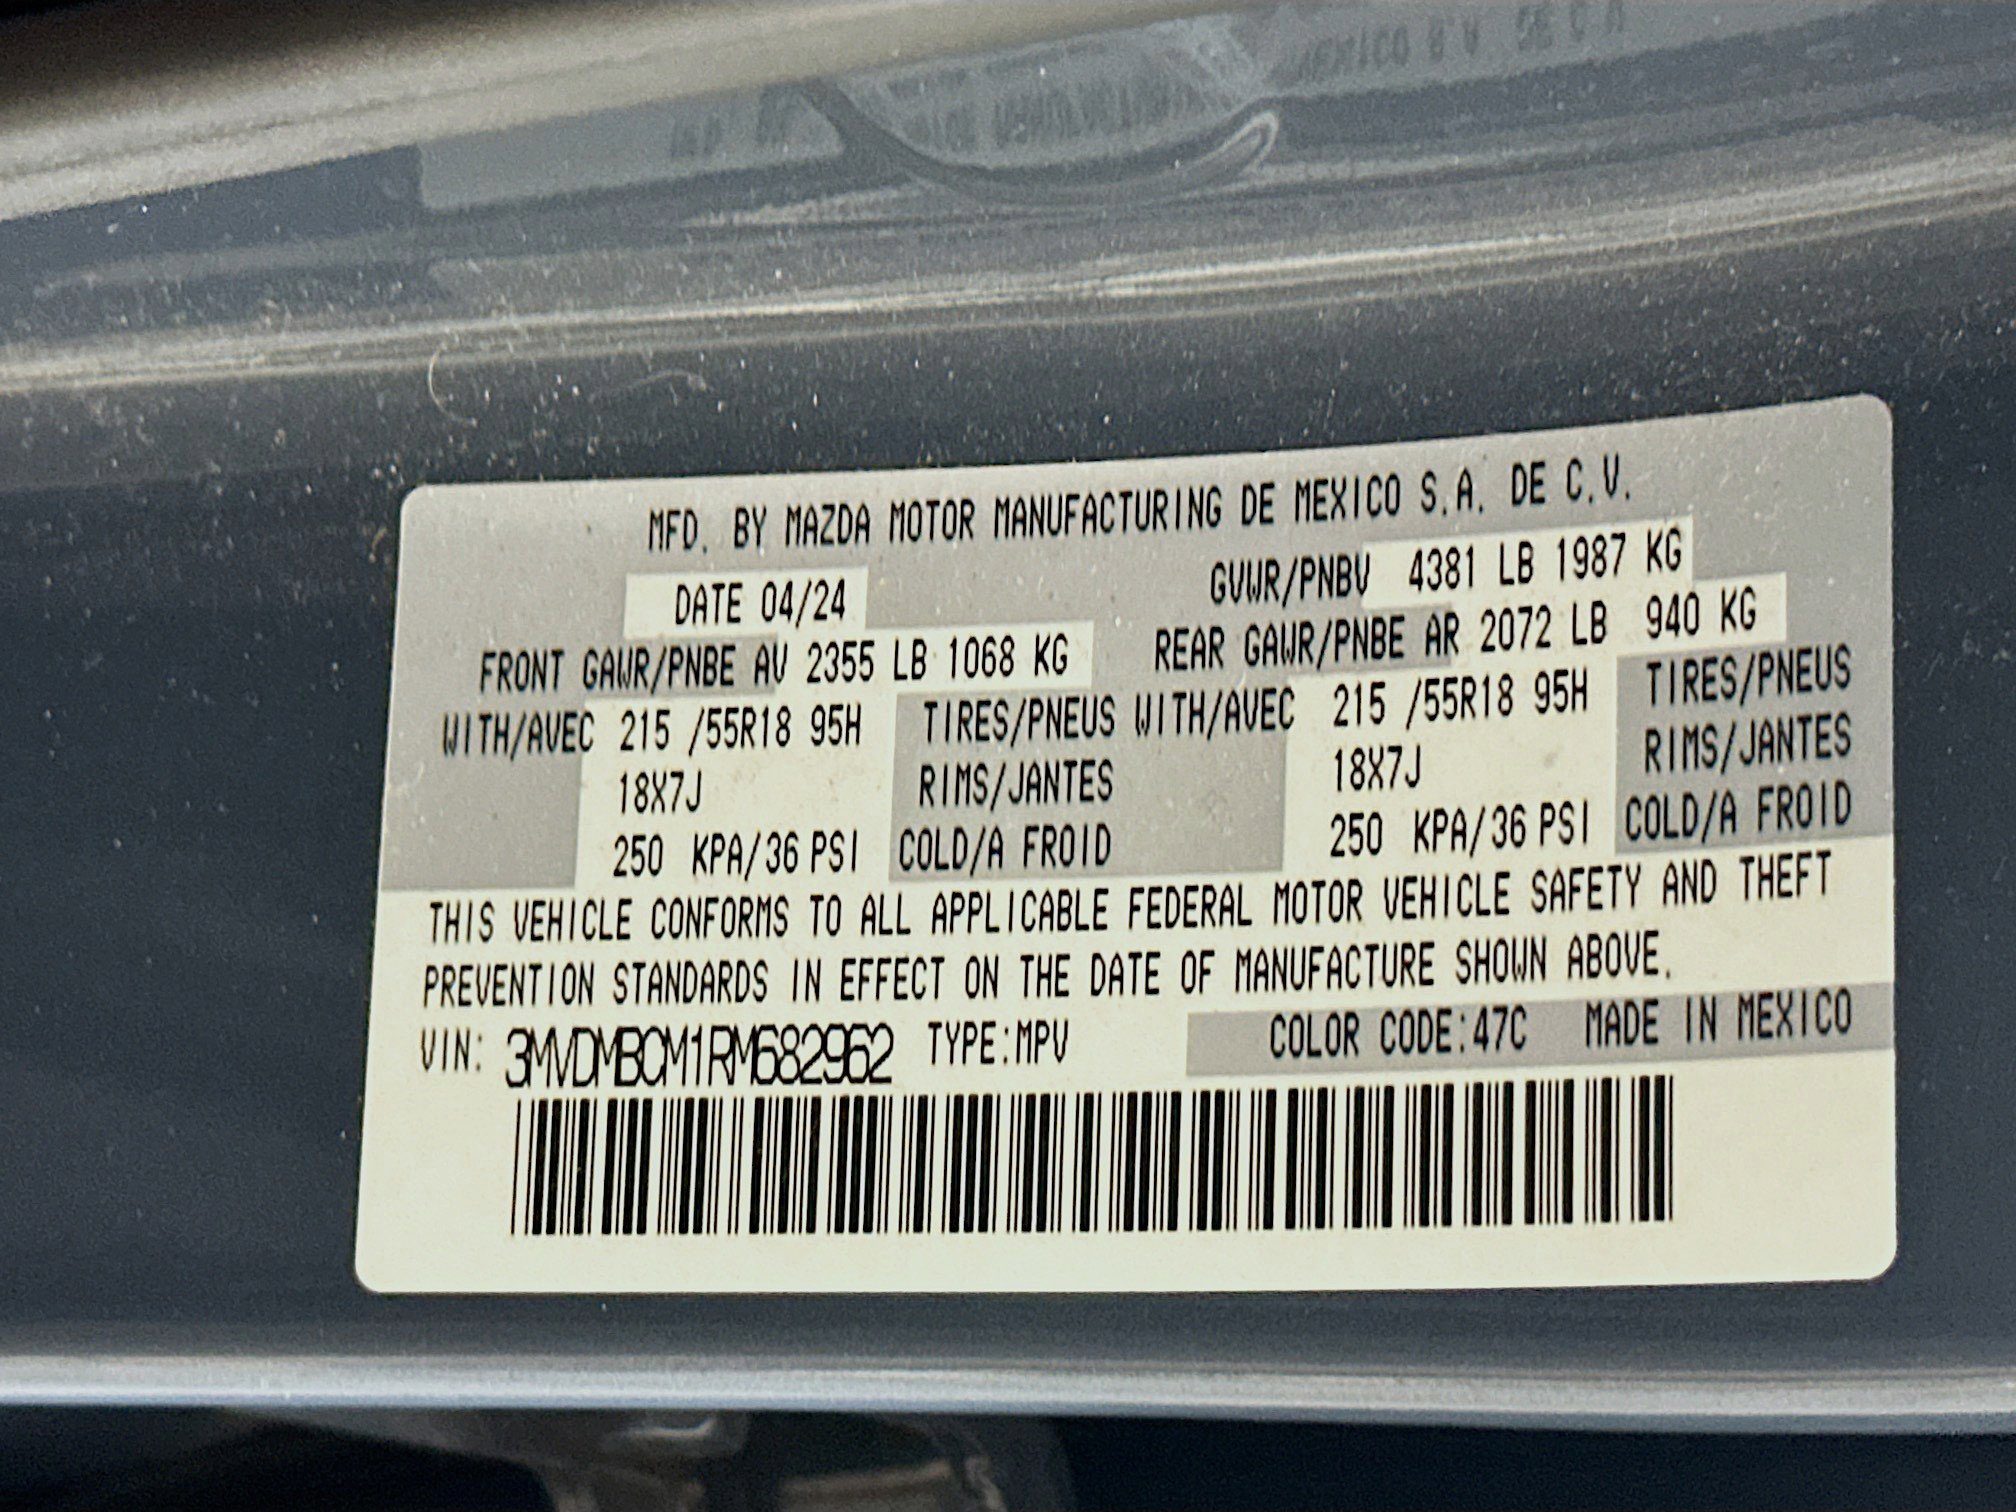 MEXICO S.A. DE C.V.
MFD. BY MAZDA MOTOR MANUFACTURING DE MEXICO S.A. DE C.V.
DATE 04/24 GVWR/PNBV 4381 LB 1987 KG
FRONT GAWR/PNBE AV 2355 LB 1068 KG REAR GAWR/PNBE AR 2072 LB 940 KG
WITH/AVEC 215 /55R18 95H TIRES/PNEUS WITH/AVEC 215 /55R18 95H TIRES/PNEUS
18X7J RIMS/JANTES 18X7J RIMS/JANTES
250 KPA/36 PSI COLD/A FROID 250 KPA/36 PSI COLD/A FROID
THIS VEHICLE CONFORMS TO ALL APPLICABLE FEDERAL MOTOR VEHICLE SAFETY AND THEFT
PREVENTION STANDARDS IN EFFECT ON THE DATE OF MANUFACTURE SHOWN ABOVE.
VIN: 3MVDMBCM1RM682962 TYPE:MPV COLOR CODE:47C MADE IN MEXICO